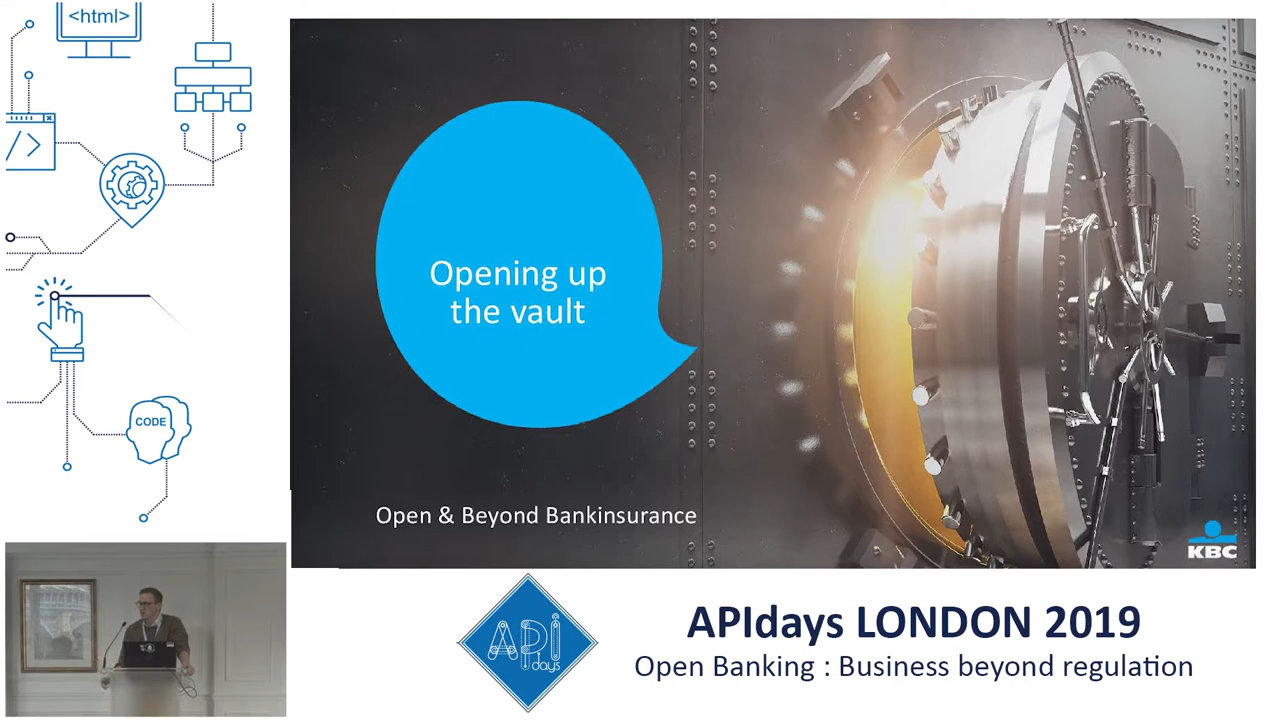 <html>
</>
CODE
Opening up
the vault
Open & Beyond Bankinsurance
KBC
API
days
APIdays LONDON 2019
Open Banking : Business beyond regulation